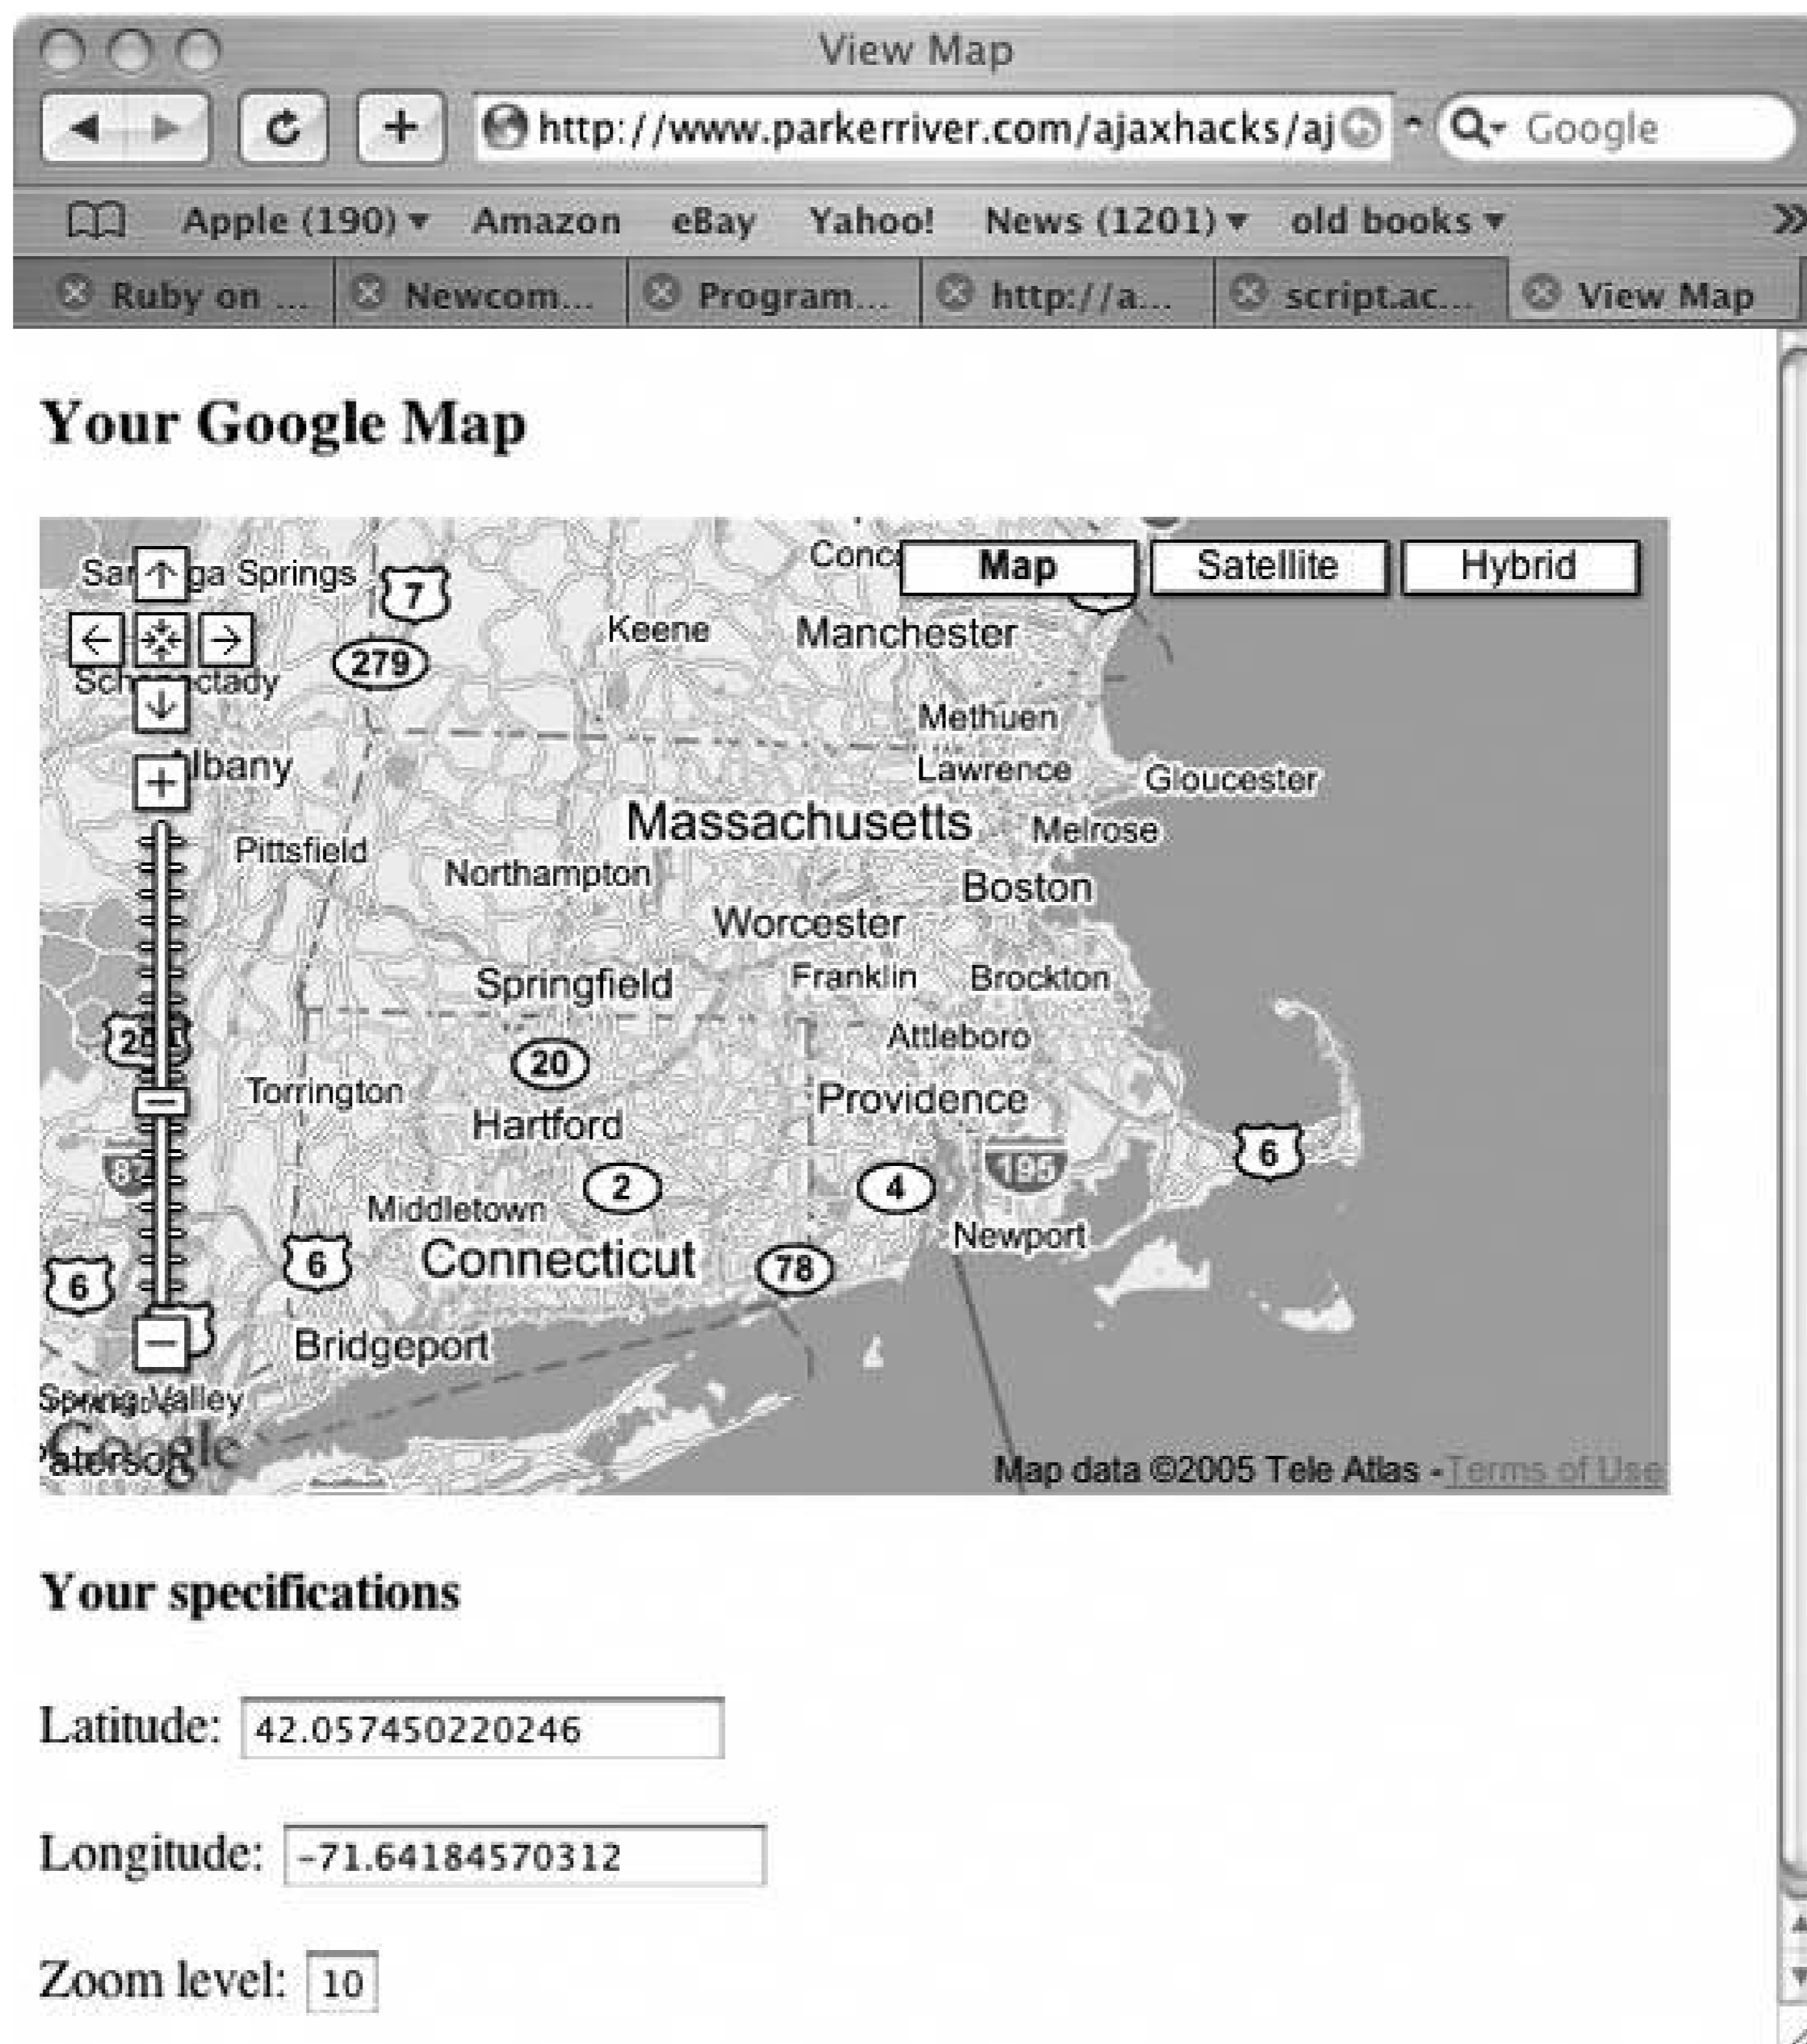 View Map
http://www.parkerriver.com/ajaxhacks/aj
Google
Apple (190) Amazon eBay Yahoo! News (1201) old books
Ruby on ... Newcom... Program... http://a... script.ac... View Map
Your Google Map
Map Satellite Hybrid
Springs
7
Keene
Manchester
279
Methuen
Lawrence
Gloucester
Massachusetts
Melrose
Pittsfield
Northampton
Boston
Worcester
Springfield
Franklin
Brockton
Attleboro
20
Torrington
Providence
Hartford
6
195
87
2
4
Middletown
Newport
Connecticut
6
78
6
Bridgeport
Spring Valley
Google
Paterson
Map data ©2005 Tele Atlas - Terms of Use
Your specifications
Latitude: 42.057450220246
Longitude: -71.64184570312
Zoom level: 10